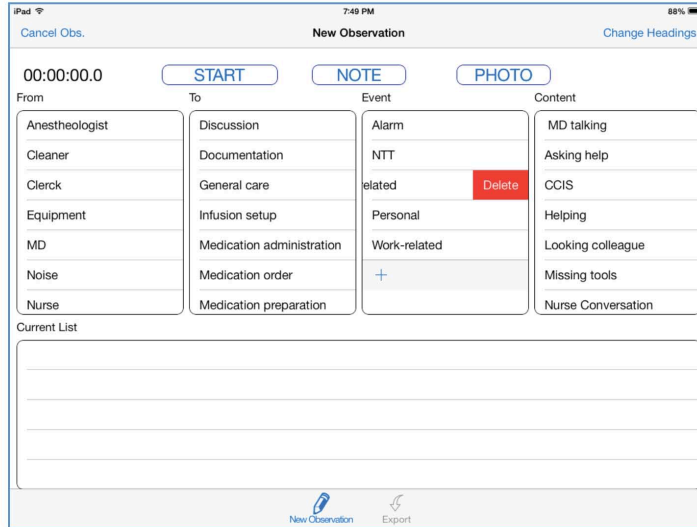 iPad 7:49 PM 88%
Cancel Obs. New Observation Change Headings
00:00:00.0 START NOTE PHOTO
From To Event Content
Anestheologist Discussion Alarm MD talking
Cleaner Documentation NTT Asking help
Clerck General care elated Delete CCIS
Equipment Infusion setup Personal Helping
MD Medication administration Work-related Looking colleague
Noise Medication order + Missing tools
Nurse Medication preparation Nurse Conversation
Current List
New Observation Export